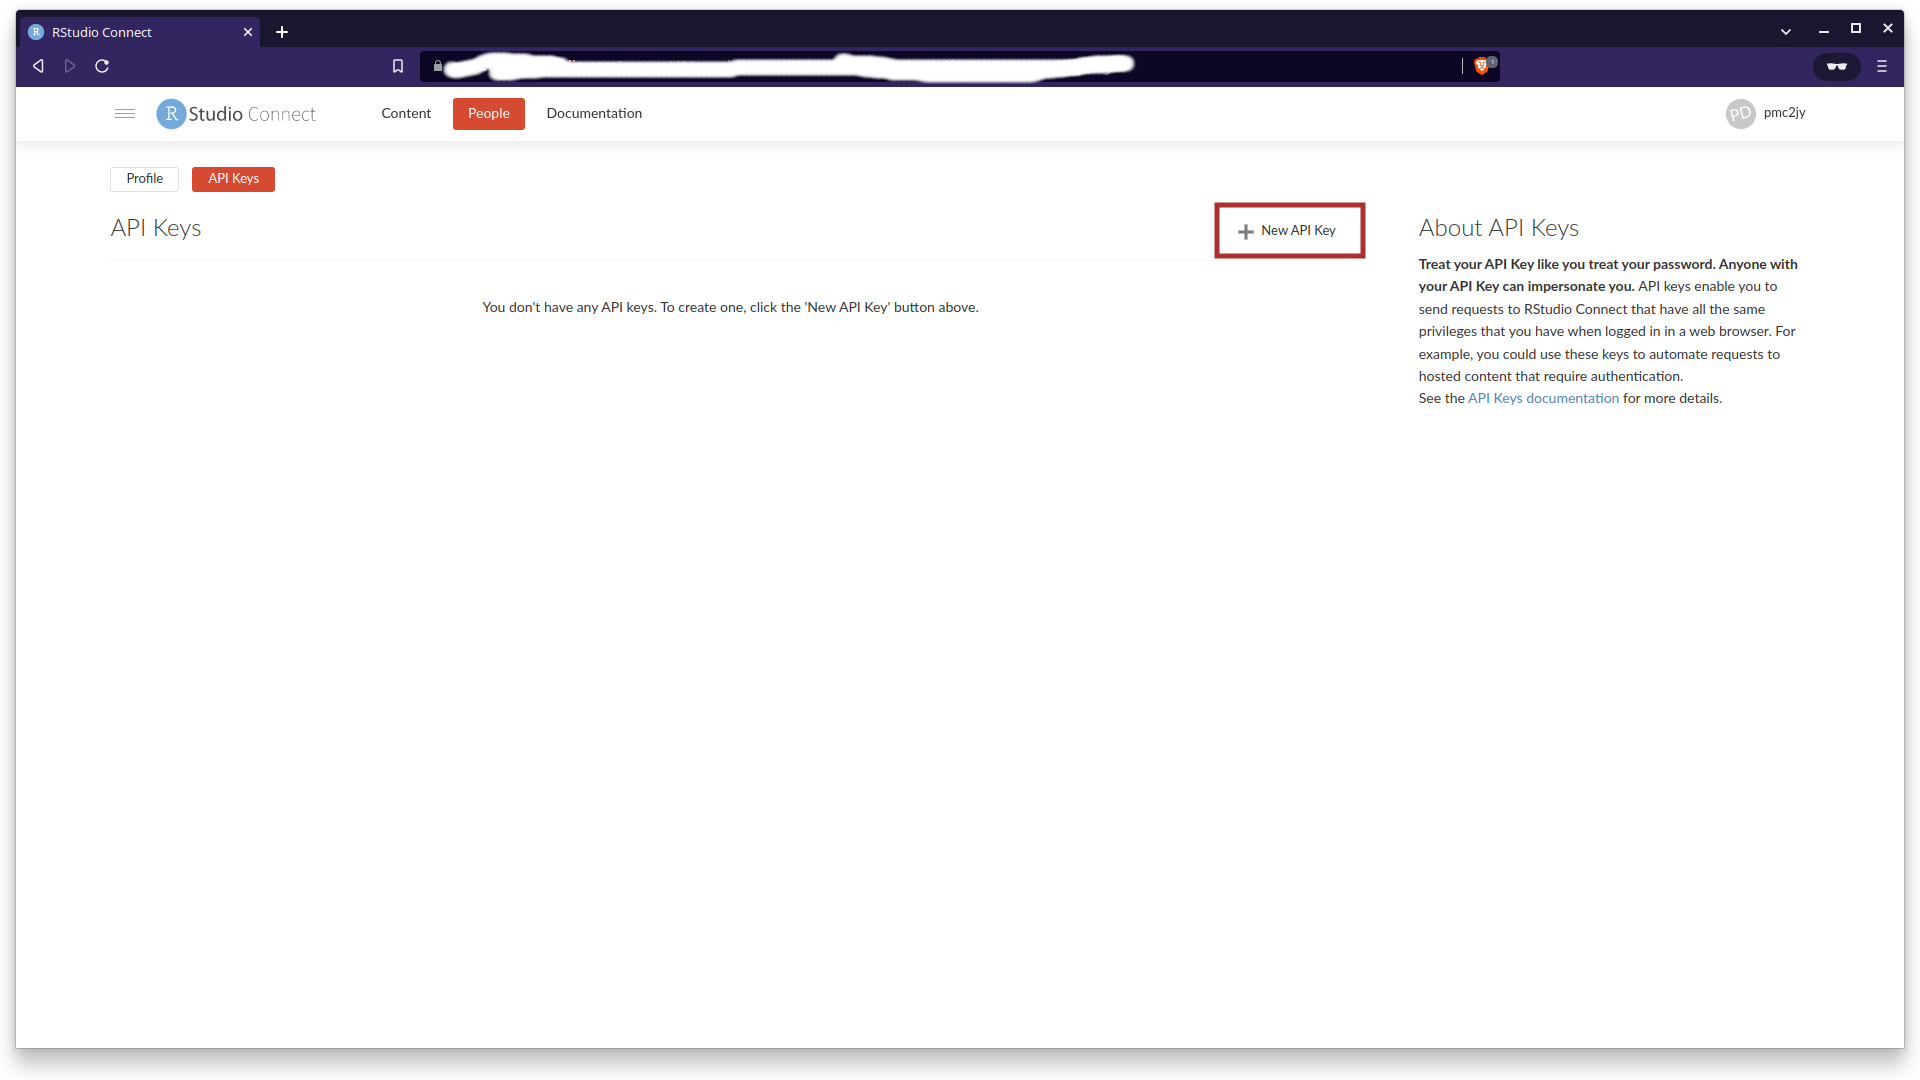 R RStudio Connect
1
R Studio Connect
Content
People
Documentation
PD pmc2jy
Profile
API Keys
API Keys
New API Key
You don't have any API keys. To create one, click the 'New API Key' button above.
About API Keys
Treat your API Key like you treat your password. Anyone with
your API Key can impersonate you. API keys enable you to
send requests to RStudio Connect that have all the same
privileges that you have when logged in in a web browser. For
example, you could use these keys to automate requests to
hosted content that require authentication.
See the API Keys documentation for more details.